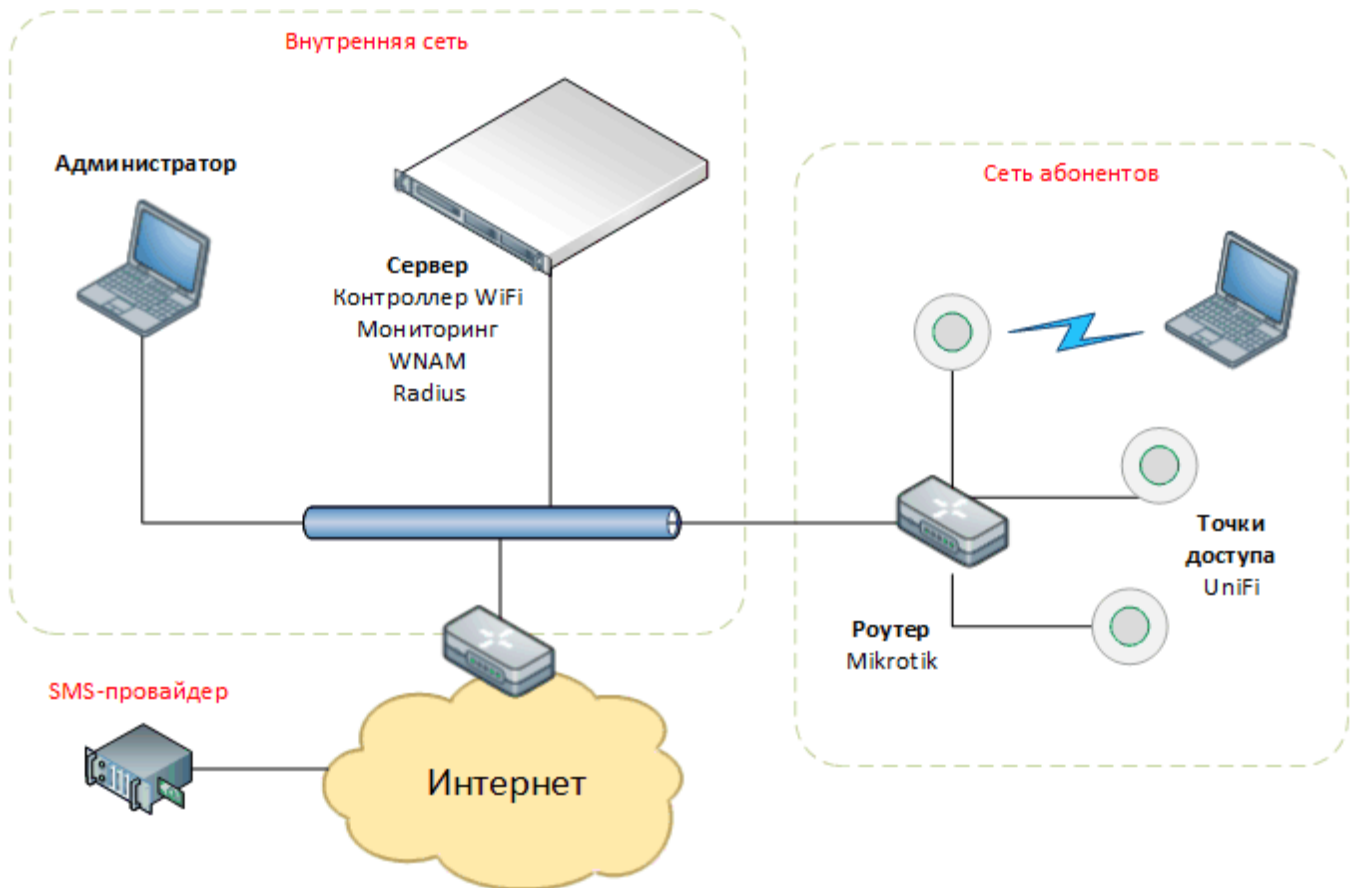 Внутренняя сеть
Администратор
Сервер
Контроллер WiFi
Мониторинг
WNAM
Radius
Сеть абонентов
Точки
доступа
UniFi
Роутер
Mikrotik
SMS-провайдер
Интернет